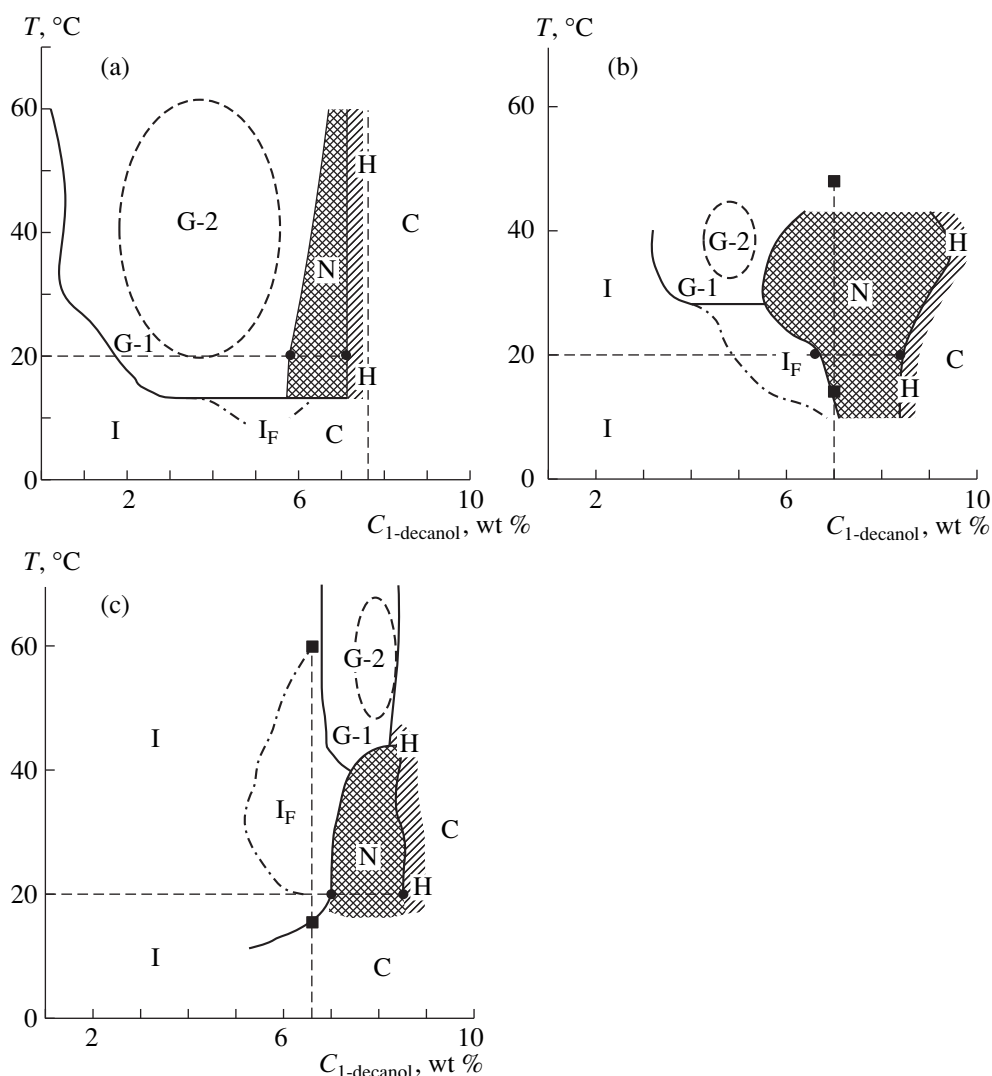 T, °C
(a)
60
H
G-2
C
40
N
G-1
20
H
I
I_F
C
0
2
6
10
C_1-decanol, wt %
T, °C
(b)
60
40
G-2
H
I
G-1
N
20
I_F
C
H
I
0
2
6
10
C_1-decanol, wt %
T, °C
(c)
60
G-2
I
G-1
H
40
I_F
C
N
20
H
I
C
0
2
6
10
C_1-decanol, wt %